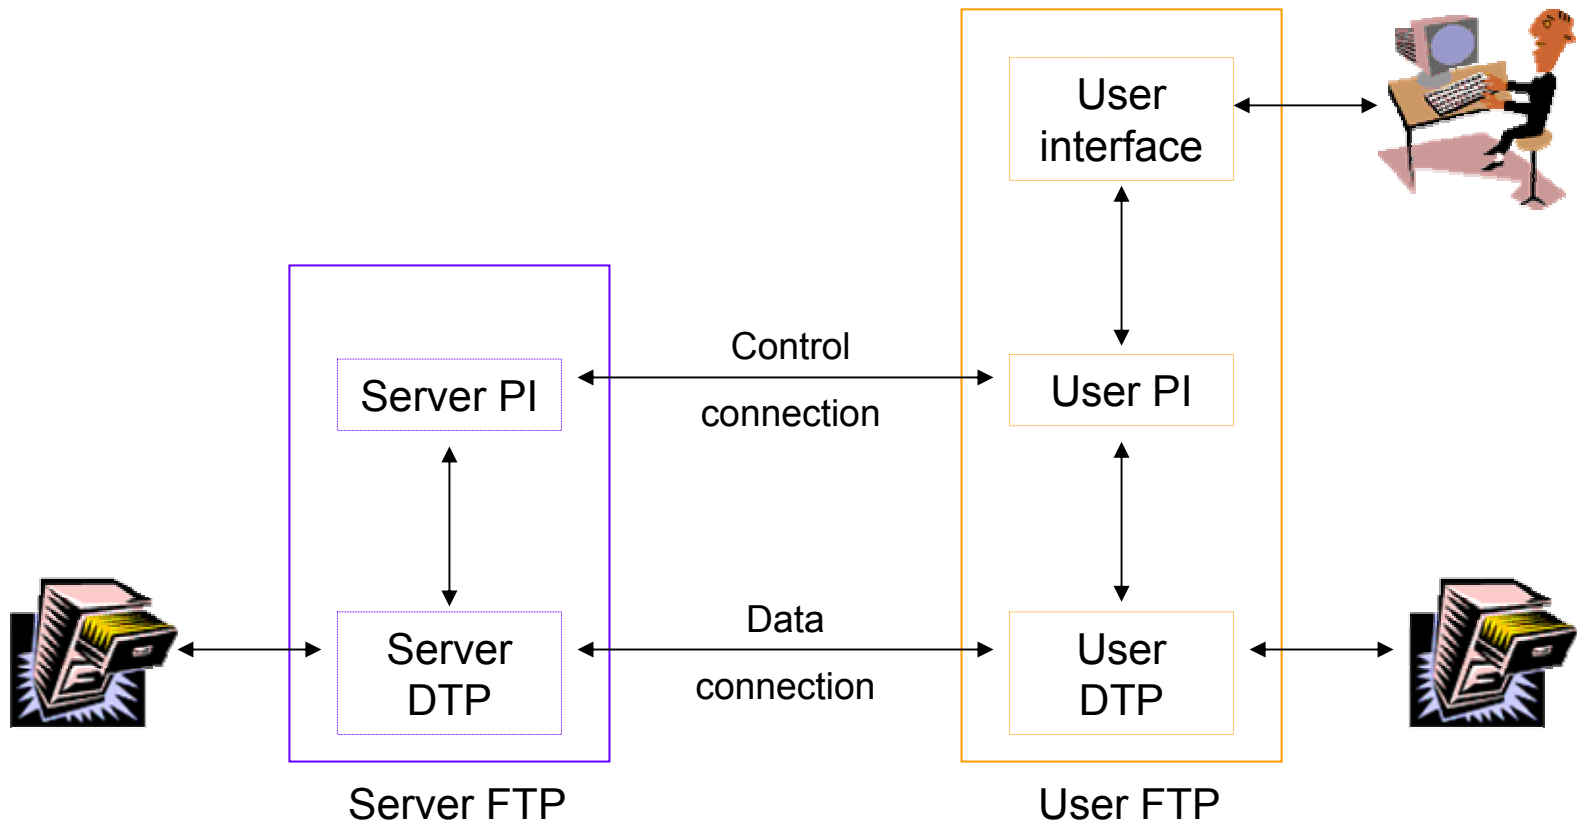 User
interface
Control
connection
Server PI
User PI
Data
connection
Server
DTP
User
DTP
Server FTP
User FTP